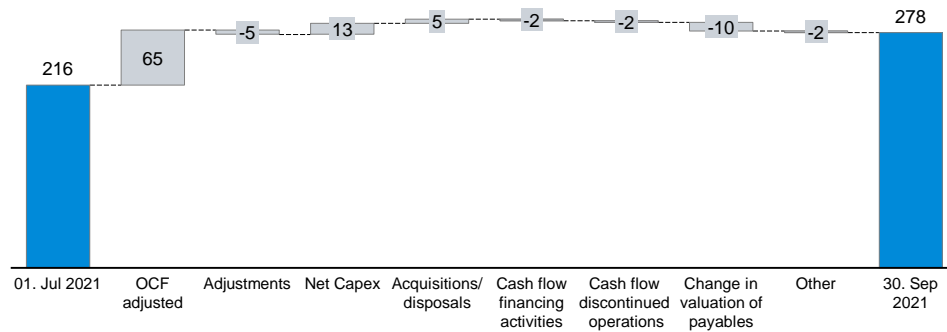 278
5
-2
-2
13
-10
-5
-2
65
216
01. Jul 2021
OCF
adjusted
Adjustments
Net Capex
Acquisitions/
disposals
Cash flow
financing
activities
Cash flow
discontinued
operations
Change in
valuation of
payables
Other
30. Sep
2021